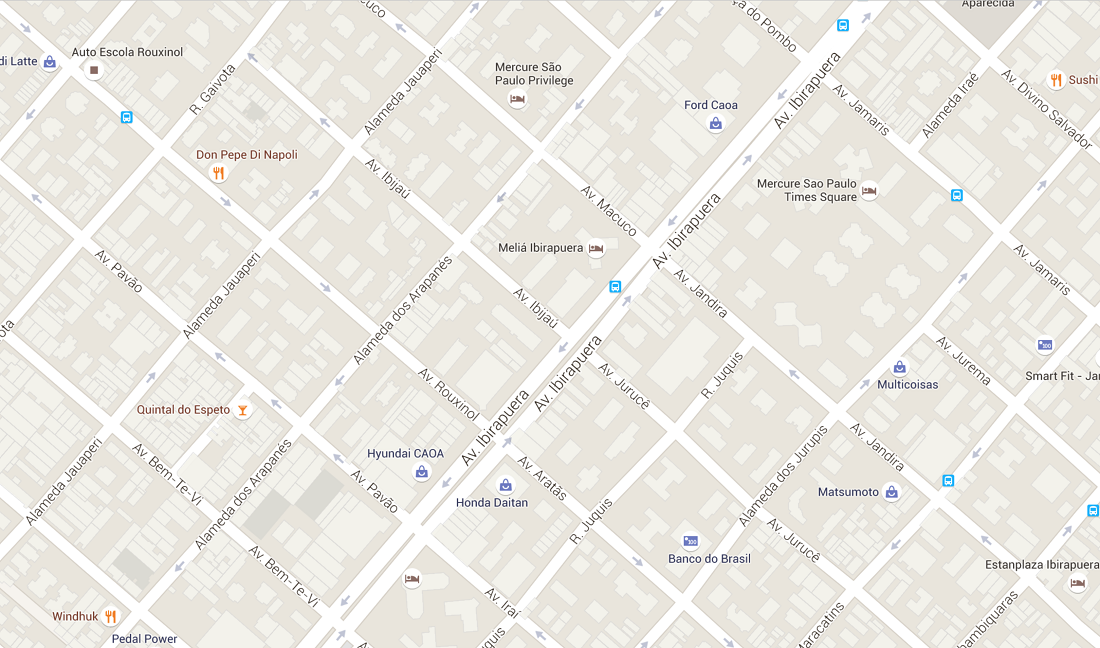 Aparecida
Auto Escola Rouxinol
di Latte
R. Gaivota
Alameda Jauaperi
Mercure São
Paulo Privilege
Ford Caoa
Av. Ibirapuera
Av. Jamaris
Alameda Iraé
Av. Divino Salvador
Sushi
Don Pepe Di Napoli
Av. Ibijaú
Av. Macuco
Mercure Sao Paulo
Times Square
Av. Ibirapuera
Meliá Ibirapuera
Av. Pavão
Alameda Jauaperi
Alameda dos Arapanés
Av. Ibijaú
Av. Jandira
Av. Jamaris
Av. Ibirapuera
Av. Jurucê
R. Juquis
Av. Jurema
Multicoisas
Smart Fit - Jar
Quintal do Espeto
Av. Rouxinol
Av. Ibirapuera
Alameda Jauaperi
Av. Bem-Te-Vi
Alameda dos Arapanés
Hyundai CAOA
Av. Pavão
Honda Daitan
Av. Aratãs
R. Juquis
Alameda dos Jurupis
Av. Jandira
Matsumoto
Av. Jurucê
Banco do Brasil
Estanplaza Ibirapuera
Av. Bem-Te-Vi
Av. Iraí
Windhuk
Pedal Power